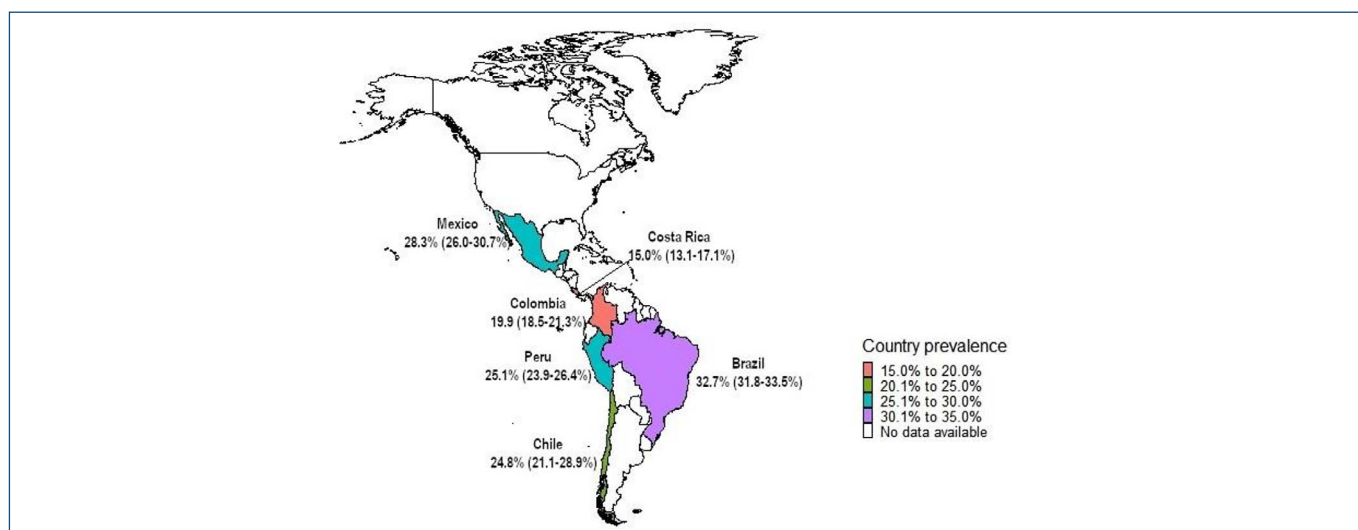 Mexico
28.3% (26.0-30.7%)
Costa Rica
15.0% (13.1-17.1%)
Colombia
19.9 (18.5-21.3%)
Peru
25.1% (23.9-26.4%)
Brazil
32.7% (31.8-33.5%)
Chile
24.8% (21.1-28.9%)
Country prevalence
15.0% to 20.0%
20.1% to 25.0%
25.1% to 30.0%
30.1% to 35.0%
No data available